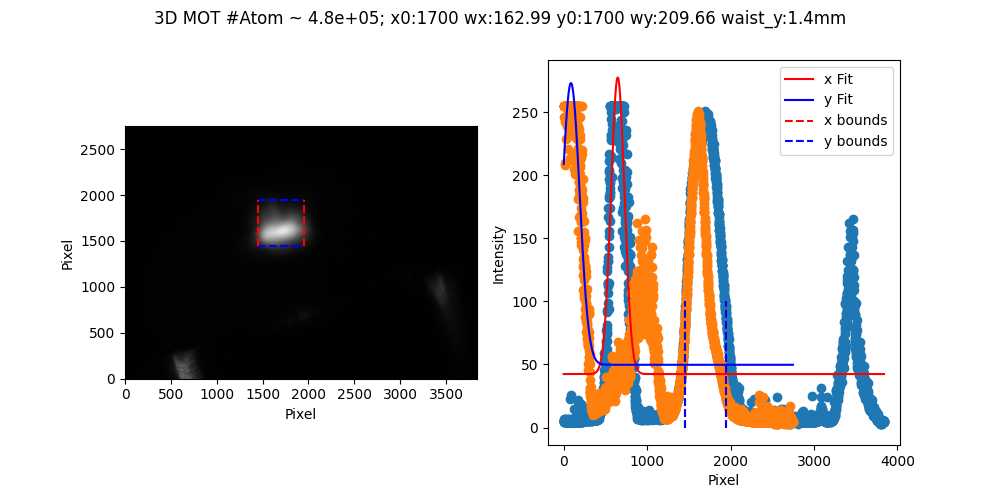 3D MOT #Atom ~ 4.8e+05; x0:1700 wx:162.99 y0:1700 wy:209.66 waist_y:1.4mm
2500
2000
1500
1000
500
0
Pixel
0 500 1000 1500 2000 2500 3000 3500
Pixel
250
200
150
100
50
0
Intensity
0 1000 2000 3000 4000
Pixel
x Fit
y Fit
x bounds
y bounds